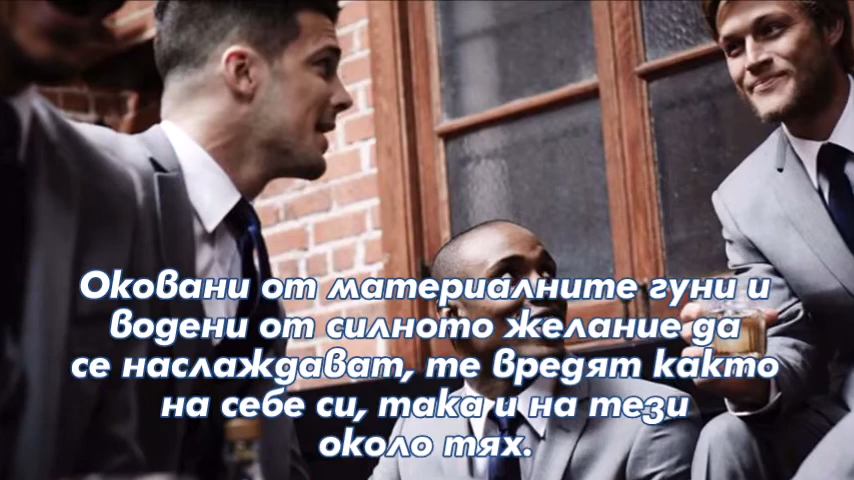 Оковани от материалните гуни и
водени от силното желание да
се наслаждават, те вредят както
на себе си, така и на тези
около тях.